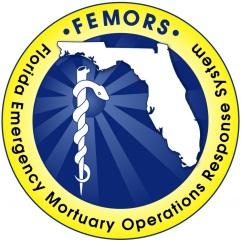 •FEMORS•
Florida Emergency Mortuary Operations Response System